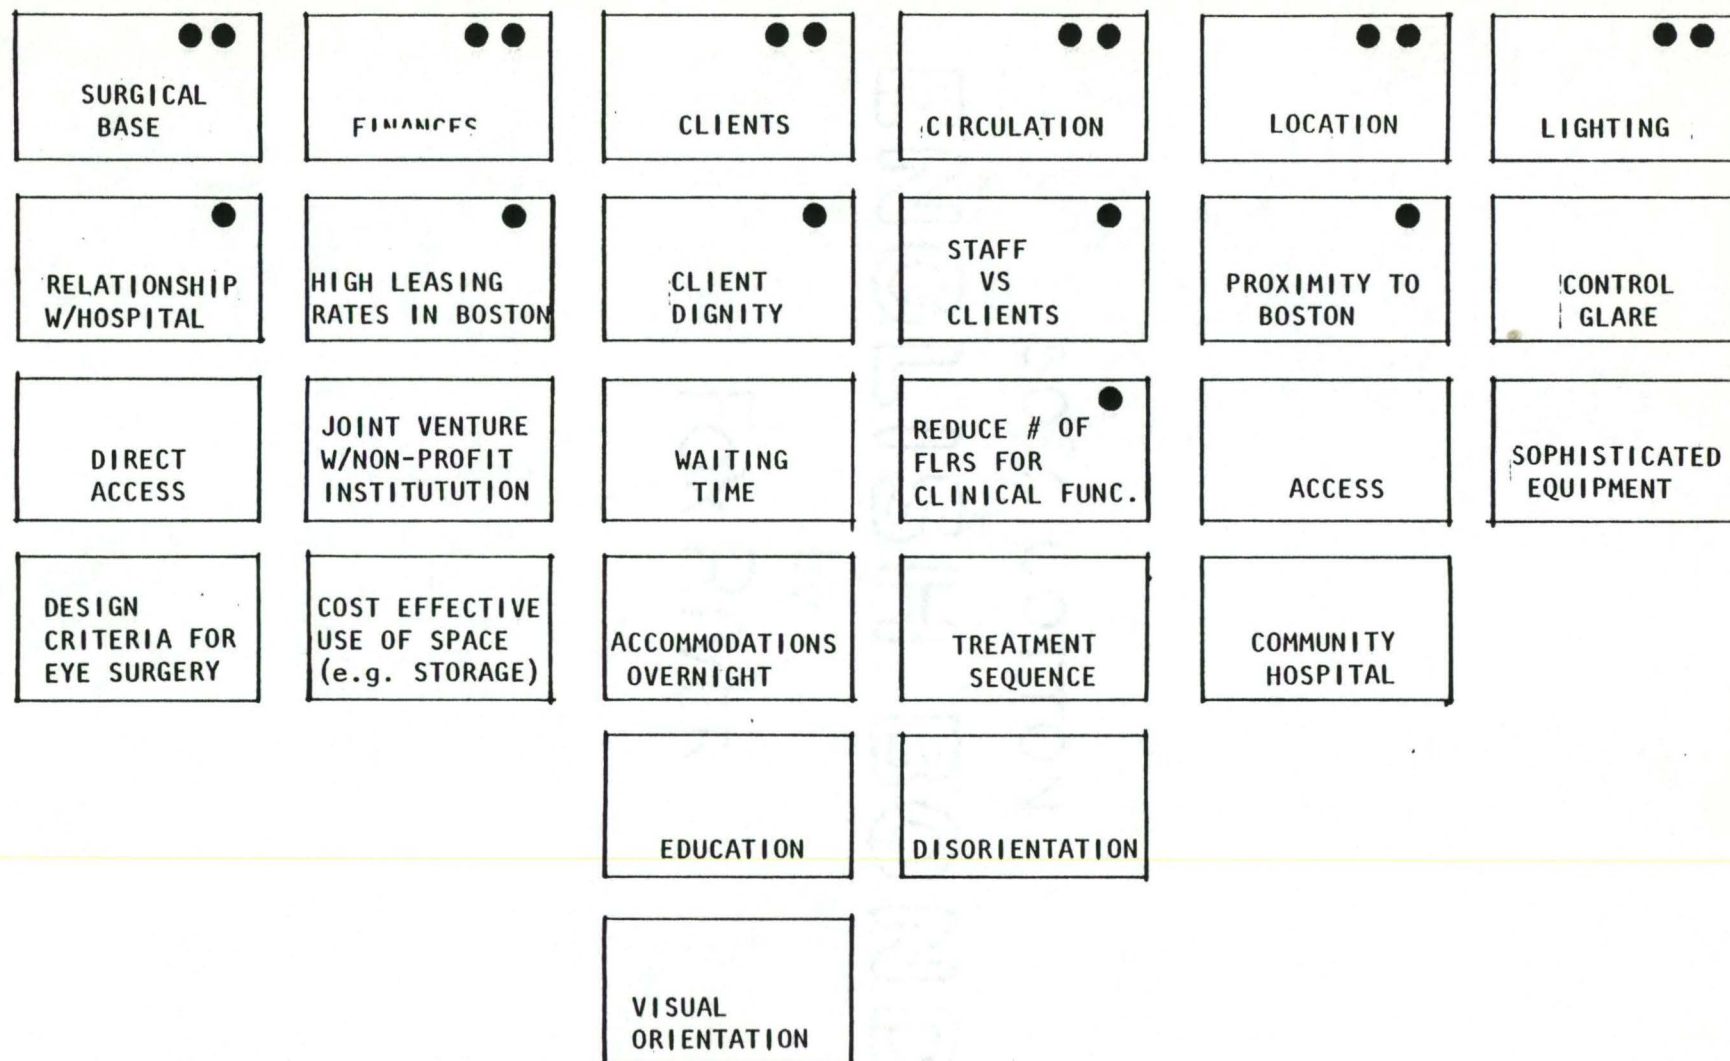 SURGICAL
BASE
FINANCES
CLIENTS
CIRCULATION
LOCATION
LIGHTING
RELATIONSHIP
W/HOSPITAL
HIGH LEASING
RATES IN BOSTON
CLIENT
DIGNITY
STAFF
VS
CLIENTS
PROXIMITY TO
BOSTON
CONTROL
GLARE
DIRECT
ACCESS
JOINT VENTURE
W/NON-PROFIT
INSTITUTUTION
WAITING
TIME
REDUCE # OF
FLRS FOR
CLINICAL FUNC.
ACCESS
SOPHISTICATED
EQUIPMENT
DESIGN
CRITERIA FOR
EYE SURGERY
COST EFFECTIVE
USE OF SPACE
(e.g. STORAGE)
ACCOMMODATIONS
OVERNIGHT
TREATMENT
SEQUENCE
COMMUNITY
HOSPITAL
EDUCATION
DISORIENTATION
VISUAL
ORIENTATION